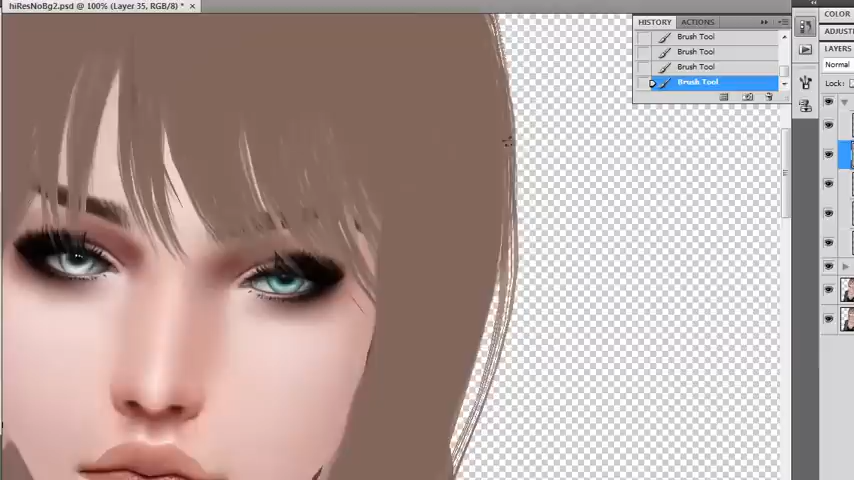 hiResNoBg2.psd @ 100% (Layer 35, RGB/8) *
HISTORY
ACTIONS
Brush Tool
Brush Tool
Brush Tool
Brush Tool
COLOR
ADJUST
LAYERS
Normal
Lock: